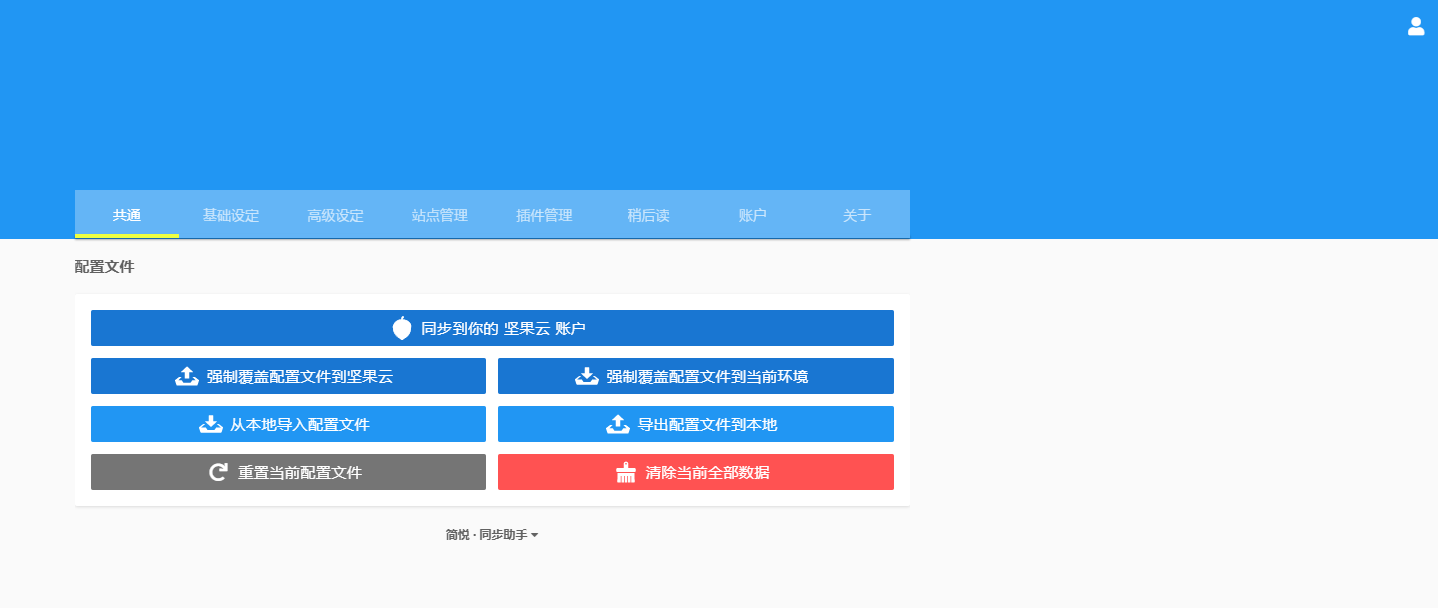 共通 基础设定 高级设定 站点管理 插件管理 稍后读 账户 关于
配置文件
同步到你的 坚果云 账户
强制覆盖配置文件到坚果云 强制覆盖配置文件到当前环境
从本地导入配置文件 导出配置文件到本地
重置当前配置文件 清除当前全部数据
简悦 · 同步助手